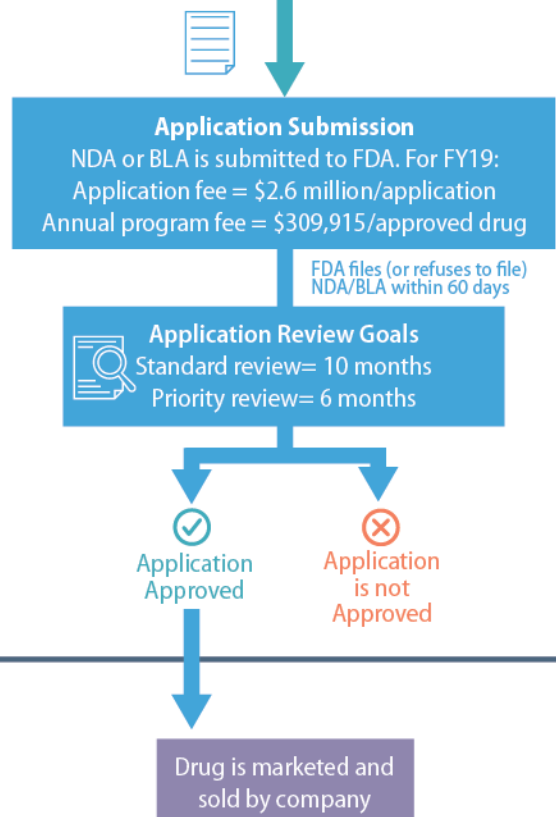 Application Submission
NDA or BLA is submitted to FDA. For FY19:
Application fee = $2.6 million/application
Annual program fee = $309,915/approved drug
FDA files (or refuses to file)
NDA/BLA within 60 days
Application Review Goals
Standard review= 10 months
Priority review= 6 months
Application
Approved
Application
is not
Approved
Drug is marketed and
sold by company